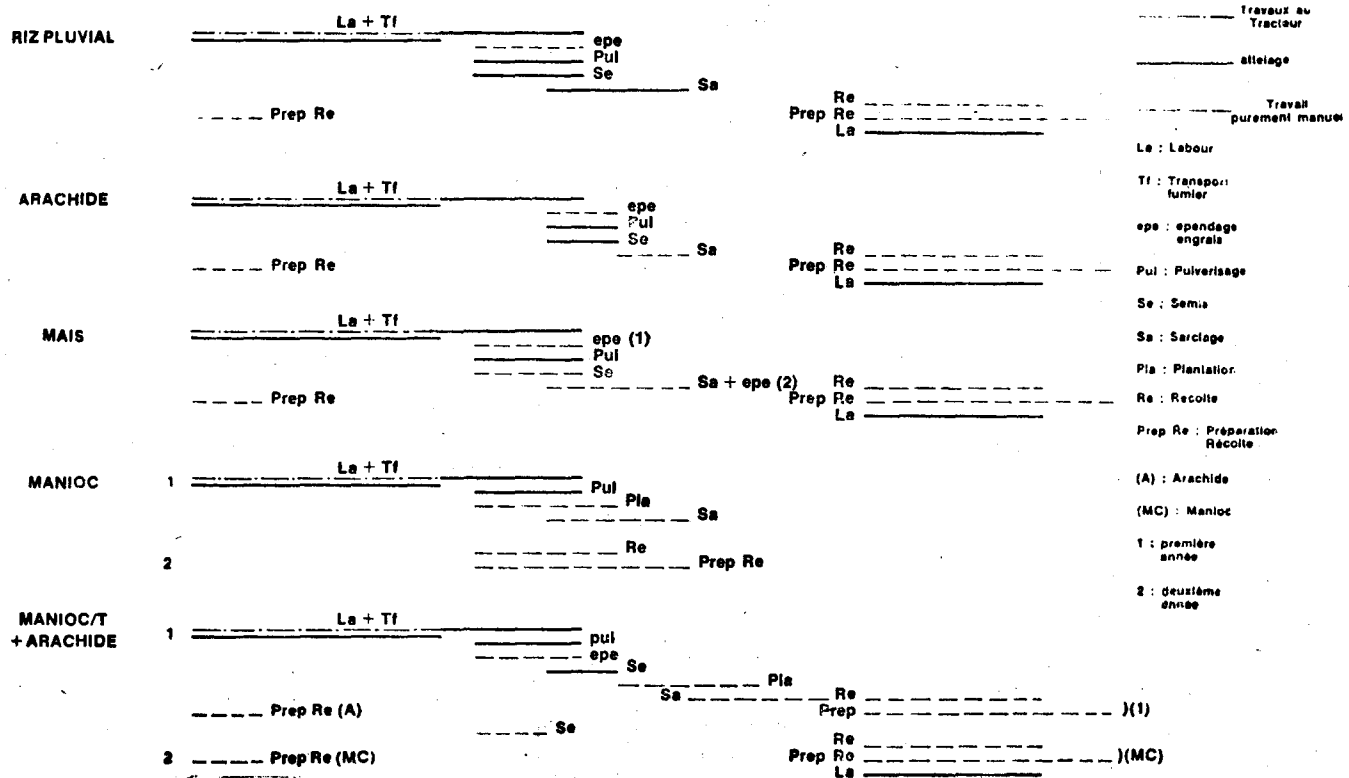 La + Tf
RIZ PLUVIAL
epe
Pul
Se
Sa
Prep Re
Re
Prep Re
La
La + Tf
ARACHIDE
epe
Pul
Se
Sa
Prep Re
Re
Prep Re
La
La + Tf
MAIS
epe (1)
Pul
Se
Sa + epe (2)
Prep Re
Re
Prep Re
La
La + Tf
MANIOC 1
Pul
Pla
Sa
Re
2 Prep Re
La + Tf
MANIOC/T
+ ARACHIDE 1
pul
epe
Se
Pla
Sa
Re
Prep )(1)
Prep Re (A)
Se
2 Prep Re (MC)
Re
Prep Re )(MC)
La
Travaux au
Tracteur
attelage
Travail
purement manuel
La : Labour
Tf : Transport
fumier
epe : ependage
engrais
Pul : Pulverisage
Se : Semis
Sa : Sarclage
Pla : Plantation
Re : Recolte
Prep Re : Préparation
Récolte
(A) : Arachide
(MC) : Manioc
1 : première
année
2 : deuxième
année